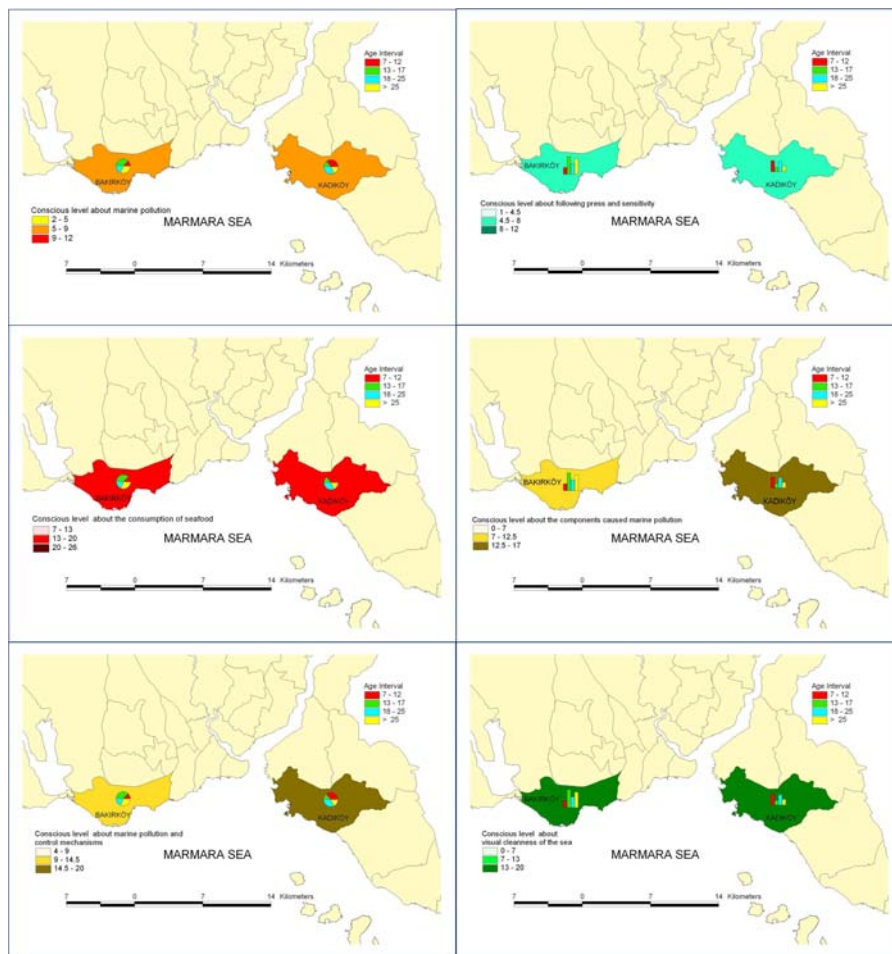 Age Interval
7 - 12
13 - 17
18 - 25
> 25
BAKIRKÖY
KADIKÖY
Conscious level about marine pollution
2 - 5
5 - 9
9 - 12
MARMARA SEA
7 0 7 14 Kilometers
Age Interval
7 - 12
13 - 17
18 - 25
> 25
BAKIRKÖY
KADIKÖY
Conscious level about following press and sensitivity
1 - 4.5
4.5 - 8
8 - 12
MARMARA SEA
7 0 7 14 Kilometers
Age Interval
7 - 12
13 - 17
18 - 25
> 25
BAKIRKÖY
KADIKÖY
Conscious level about the consumption of seafood
7 - 13
13 - 20
20 - 26
MARMARA SEA
7 0 7 14 Kilometers
Age Interval
7 - 12
13 - 17
18 - 25
> 25
BAKIRKÖY
KADIKÖY
Conscious level about the components caused marine pollution
0 - 7
7 - 12.5
12.5 - 17
MARMARA SEA
7 0 7 14 Kilometers
Age Interval
7 - 12
13 - 17
18 - 25
> 25
BAKIRKÖY
KADIKÖY
Conscious level about marine pollution and
control mechanisms
4 - 9
9 - 14.5
14.5 - 20
MARMARA SEA
7 0 7 14 Kilometers
Age Interval
7 - 12
13 - 17
18 - 25
> 25
BAKIRKÖY
KADIKÖY
Conscious level about
visual cleanness of the sea
0 - 7
7 - 13
13 - 20
MARMARA SEA
7 0 7 14 Kilometers